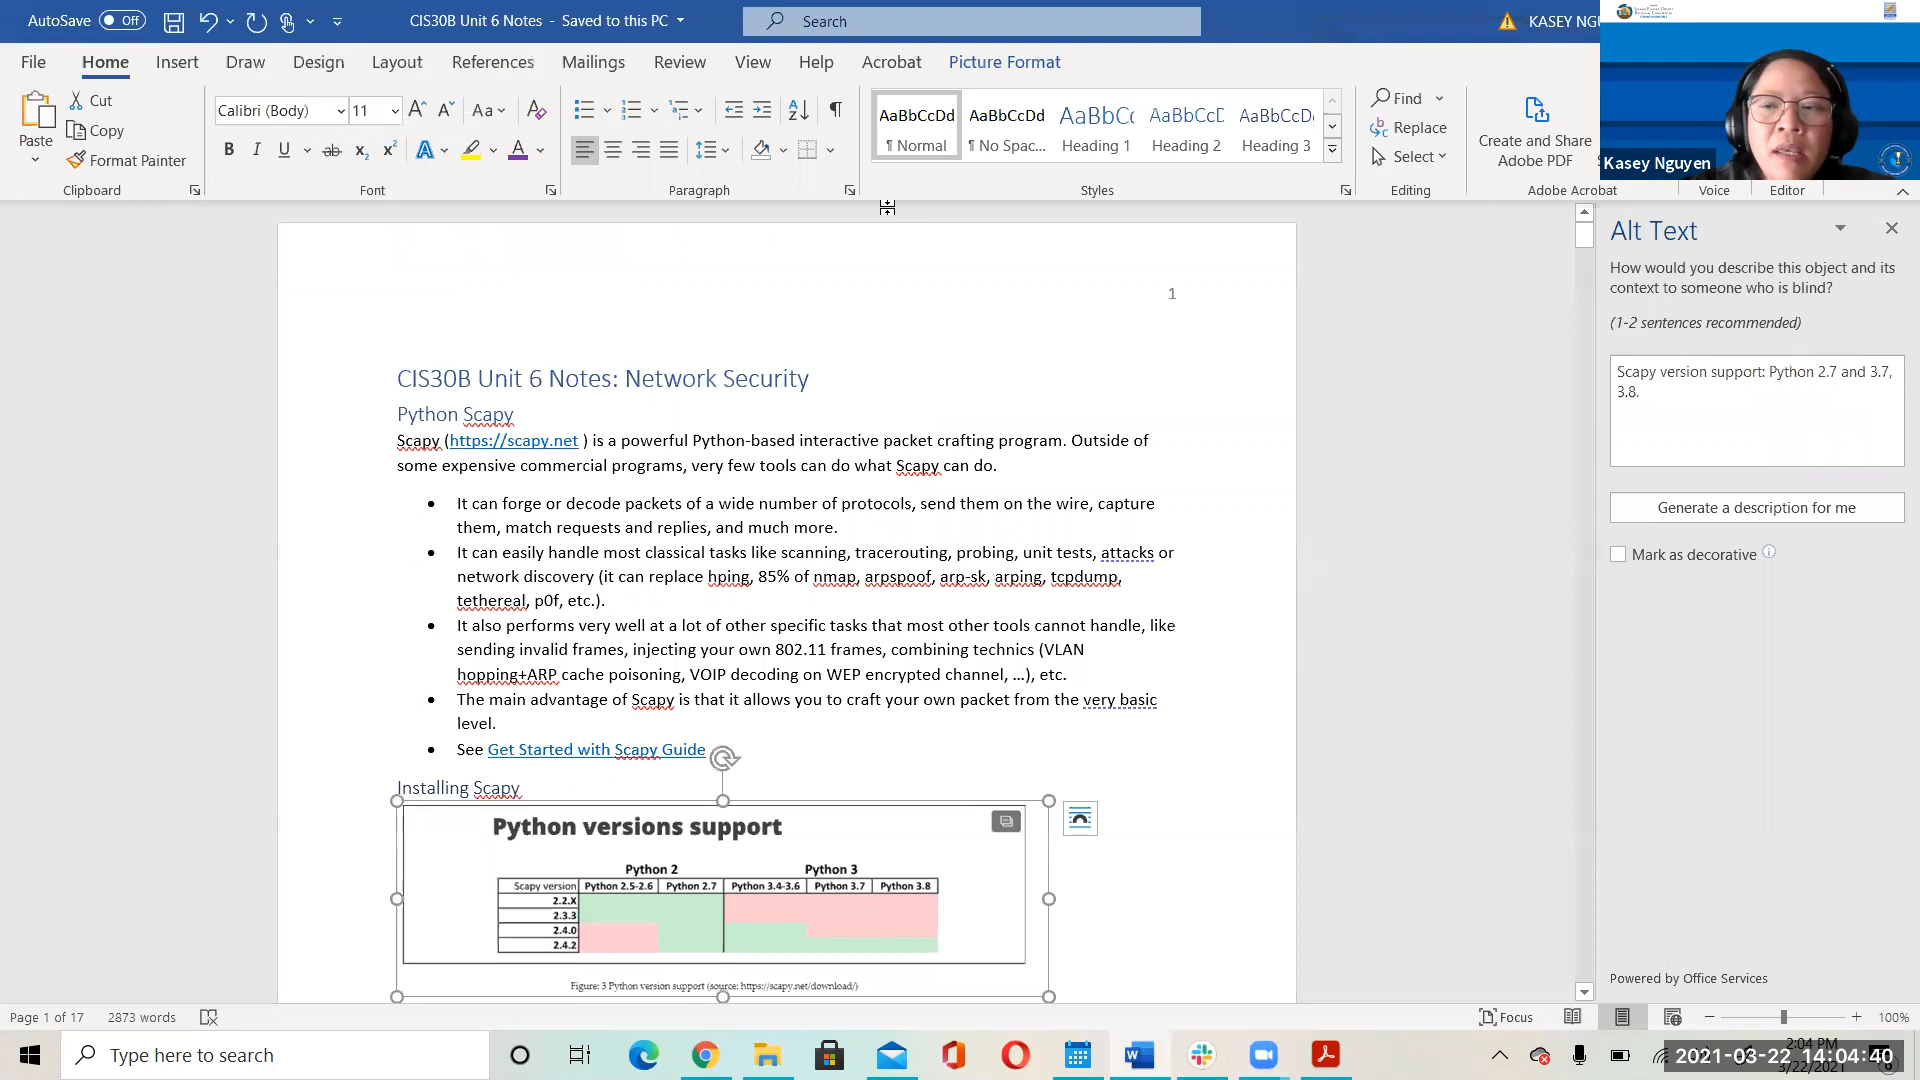 AutoSave Off
CIS30B Unit 6 Notes - Saved to this PC
Search
KASEY NGU
File Home Insert Draw Design Layout References Mailings Review View Help Acrobat Picture Format
Paste
Cut
Copy
Format Painter
Clipboard
Calibri (Body) 11
Aa
B I U ab x₂ x² A A
Font
Paragraph
AaBbCcDd AaBbCcDd AaBbCc AaBbCcD AaBbCcDd
¶ Normal ¶ No Spac... Heading 1 Heading 2 Heading 3
Styles
Find
Replace
Select
Editing
Create and Share
Adobe PDF
Adobe Acrobat
Voice
Editor
Kasey Nguyen
1
CIS30B Unit 6 Notes: Network Security
Python Scapy
Scapy (https://scapy.net ) is a powerful Python-based interactive packet crafting program. Outside of
some expensive commercial programs, very few tools can do what Scapy can do.
• It can forge or decode packets of a wide number of protocols, send them on the wire, capture
them, match requests and replies, and much more.
• It can easily handle most classical tasks like scanning, tracerouting, probing, unit tests, attacks or
network discovery (it can replace hping, 85% of nmap, arpspoof, arp-sk, arping, tcpdump,
tethereal, p0f, etc.).
• It also performs very well at a lot of other specific tasks that most other tools cannot handle, like
sending invalid frames, injecting your own 802.11 frames, combining technics (VLAN
hopping+ARP cache poisoning, VOIP decoding on WEP encrypted channel, …), etc.
• The main advantage of Scapy is that it allows you to craft your own packet from the very basic
level.
• See Get Started with Scapy Guide
Installing Scapy
Python versions support
Python 2 Python 3
Scapy version Python 2.5-2.6 Python 2.7 Python 3.4-3.6 Python 3.7 Python 3.8
2.2.X
2.3.3
2.4.0
2.4.2
Figure: 3 Python version support (source: https://scapy.net/download/)
Alt Text
How would you describe this object and its
context to someone who is blind?
(1-2 sentences recommended)
Scapy version support: Python 2.7 and 3.7,
3.8.
Generate a description for me
Mark as decorative
Powered by Office Services
Page 1 of 17 2873 words
Focus
100%
Type here to search
2:04 PM
3/22/2021
2021-03-22 14:04:40